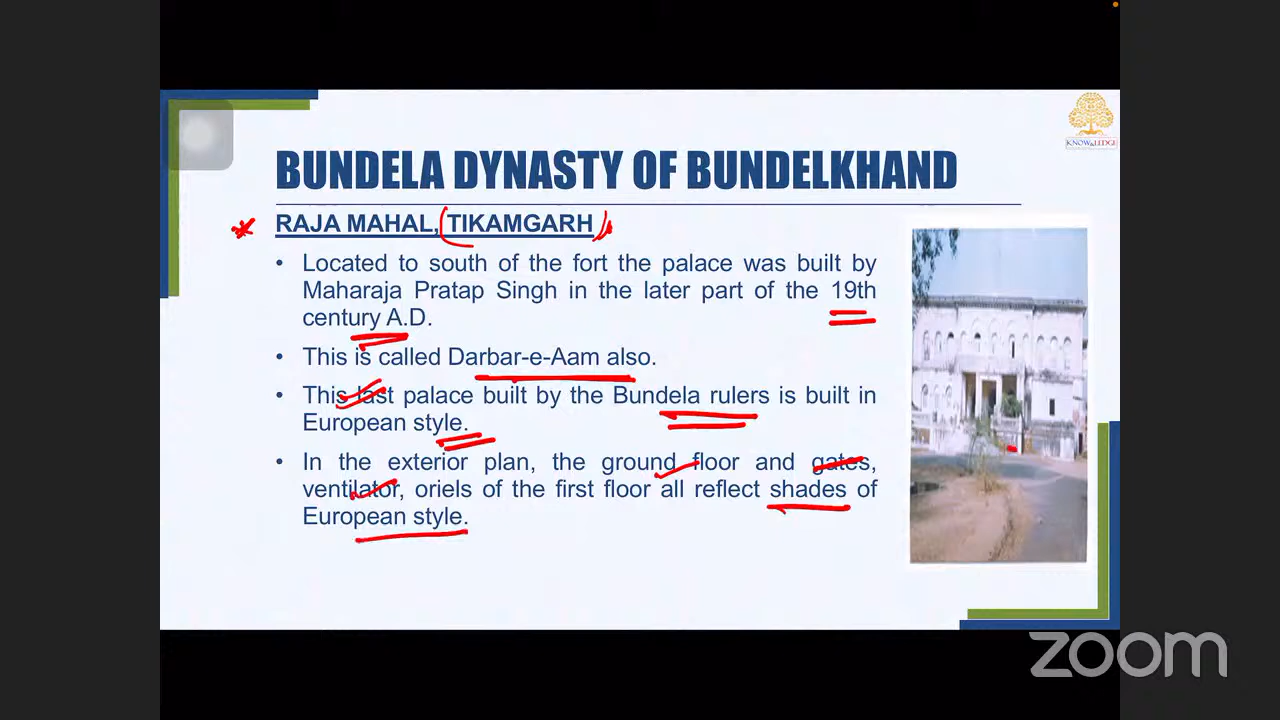 KNOWLEDGE
BUNDELA DYNASTY OF BUNDELKHAND
RAJA MAHAL, (TIKAMGARH)
• Located to south of the fort the palace was built by
Maharaja Pratap Singh in the later part of the 19th
century A.D.
• This is called Darbar-e-Aam also.
• This last palace built by the Bundela rulers is built in
European style.
• In the exterior plan, the ground floor and gates,
ventilator, oriels of the first floor all reflect shades of
European style.
zoom